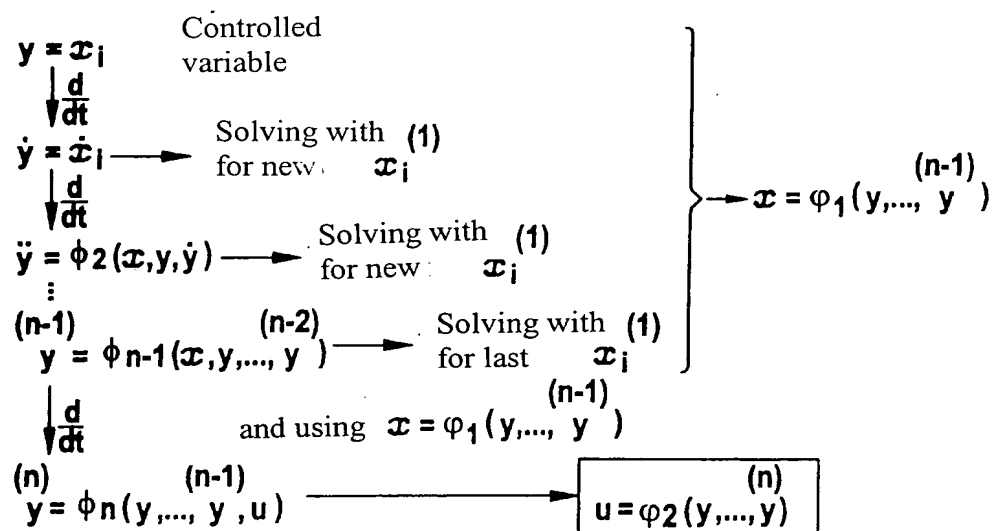 y = x_i Controlled variable
d/dt
ẏ = ẋ_i → Solving with (1) for new x_i
d/dt
ÿ = ϕ2(x,y,ẏ) → Solving with (1) for new x_i
⋮
(n-1) y = ϕn-1(x,y,..., (n-2) y) → Solving with (1) for last x_i
→ x = φ1(y,..., (n-1) y)
d/dt
and using x = φ1(y,..., (n-1) y)
(n) y = ϕn(y,..., (n-1) y, u) → u = φ2(y,..., (n) y)